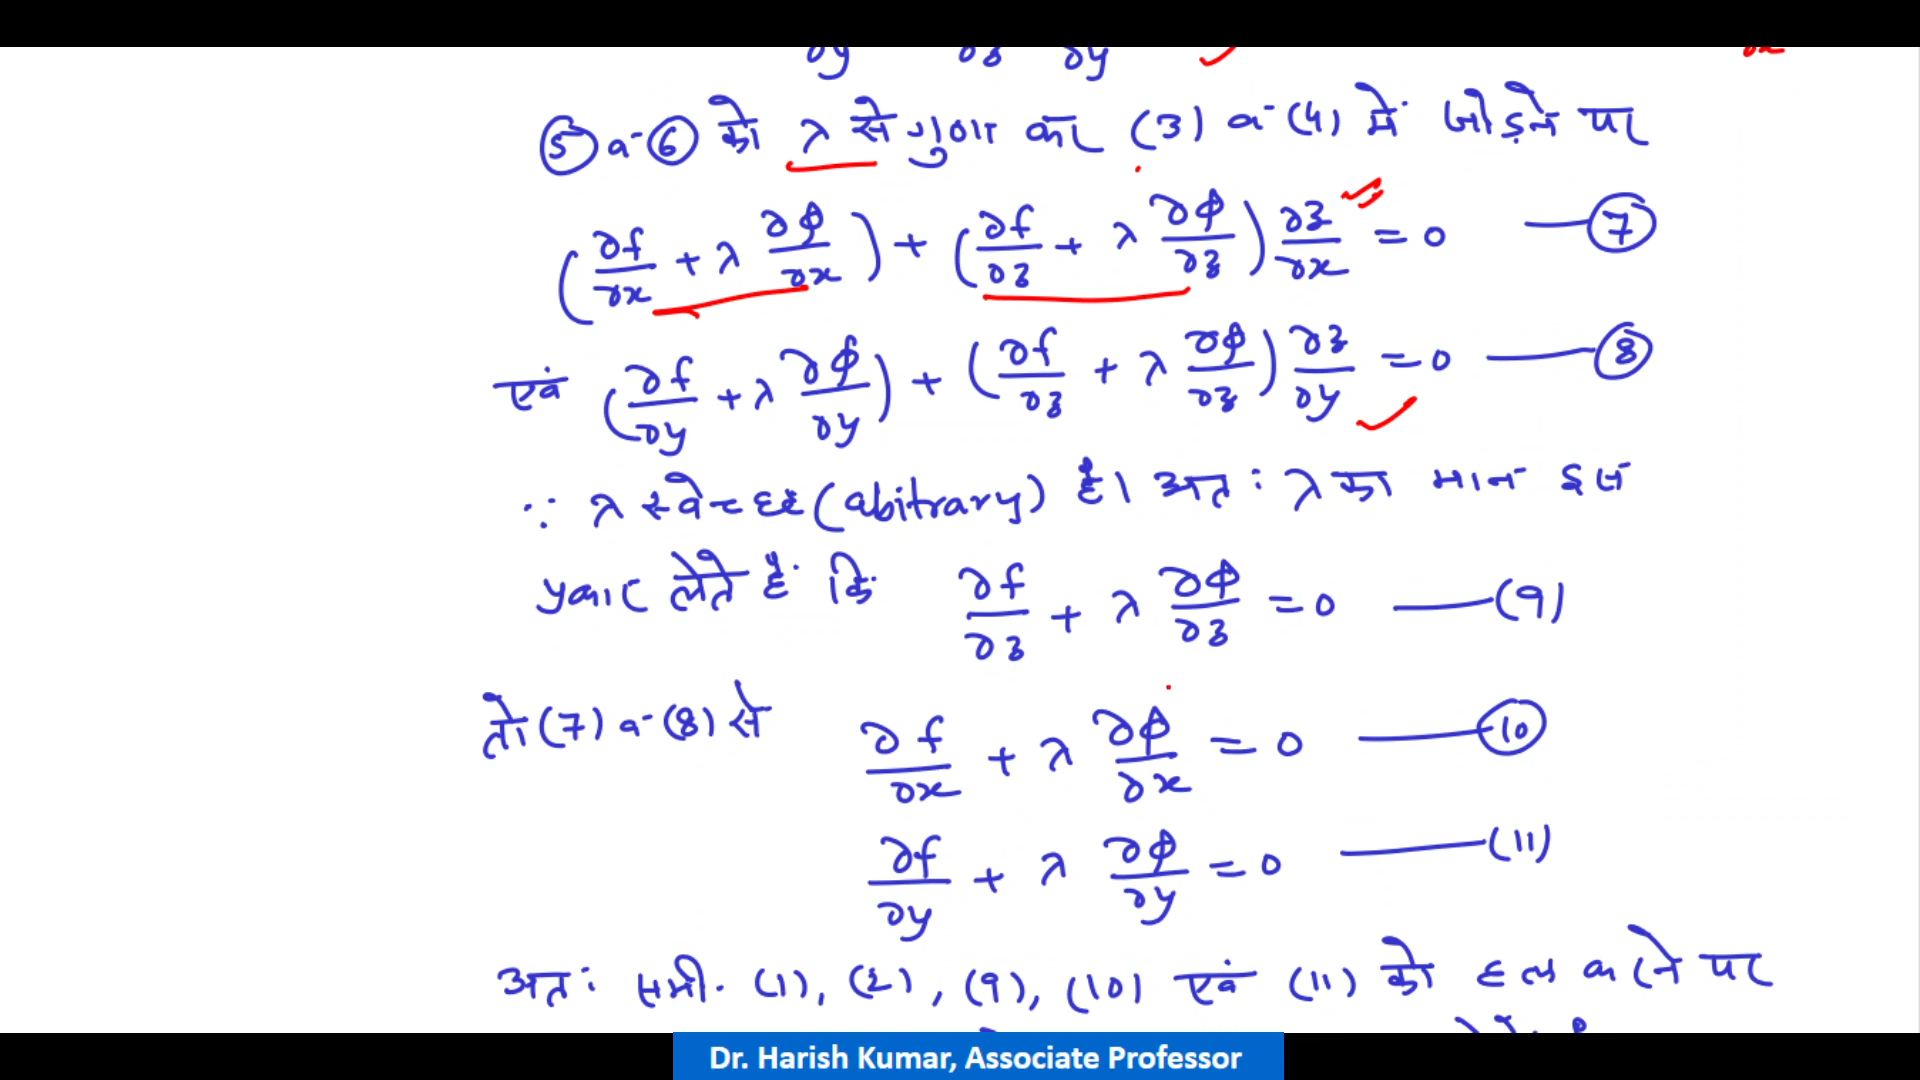 ∂y ∂z ∂y
⑤ व ⑥ को λ से गुणा कर (3) व (4) में जोड़ने पर
(∂f/∂x + λ ∂φ/∂x) + (∂f/∂z + λ ∂φ/∂z) ∂z/∂x = 0 —— ⑦
एवं (∂f/∂y + λ ∂φ/∂y) + (∂f/∂z + λ ∂φ/∂z) ∂z/∂y = 0 —— ⑧
∵ λ स्वेच्छ (abitrary) है। अतः λ का मान इस
प्रकार लेते हैं कि ∂f/∂z + λ ∂φ/∂z = 0 —— (9)
तो (7) व (8) से ∂f/∂x + λ ∂φ/∂x = 0 —— ⑩
∂f/∂y + λ ∂φ/∂y = 0 —— (11)
अतः समी. (1), (2), (9), (10) एवं (11) को हल करने पर
Dr. Harish Kumar, Associate Professor